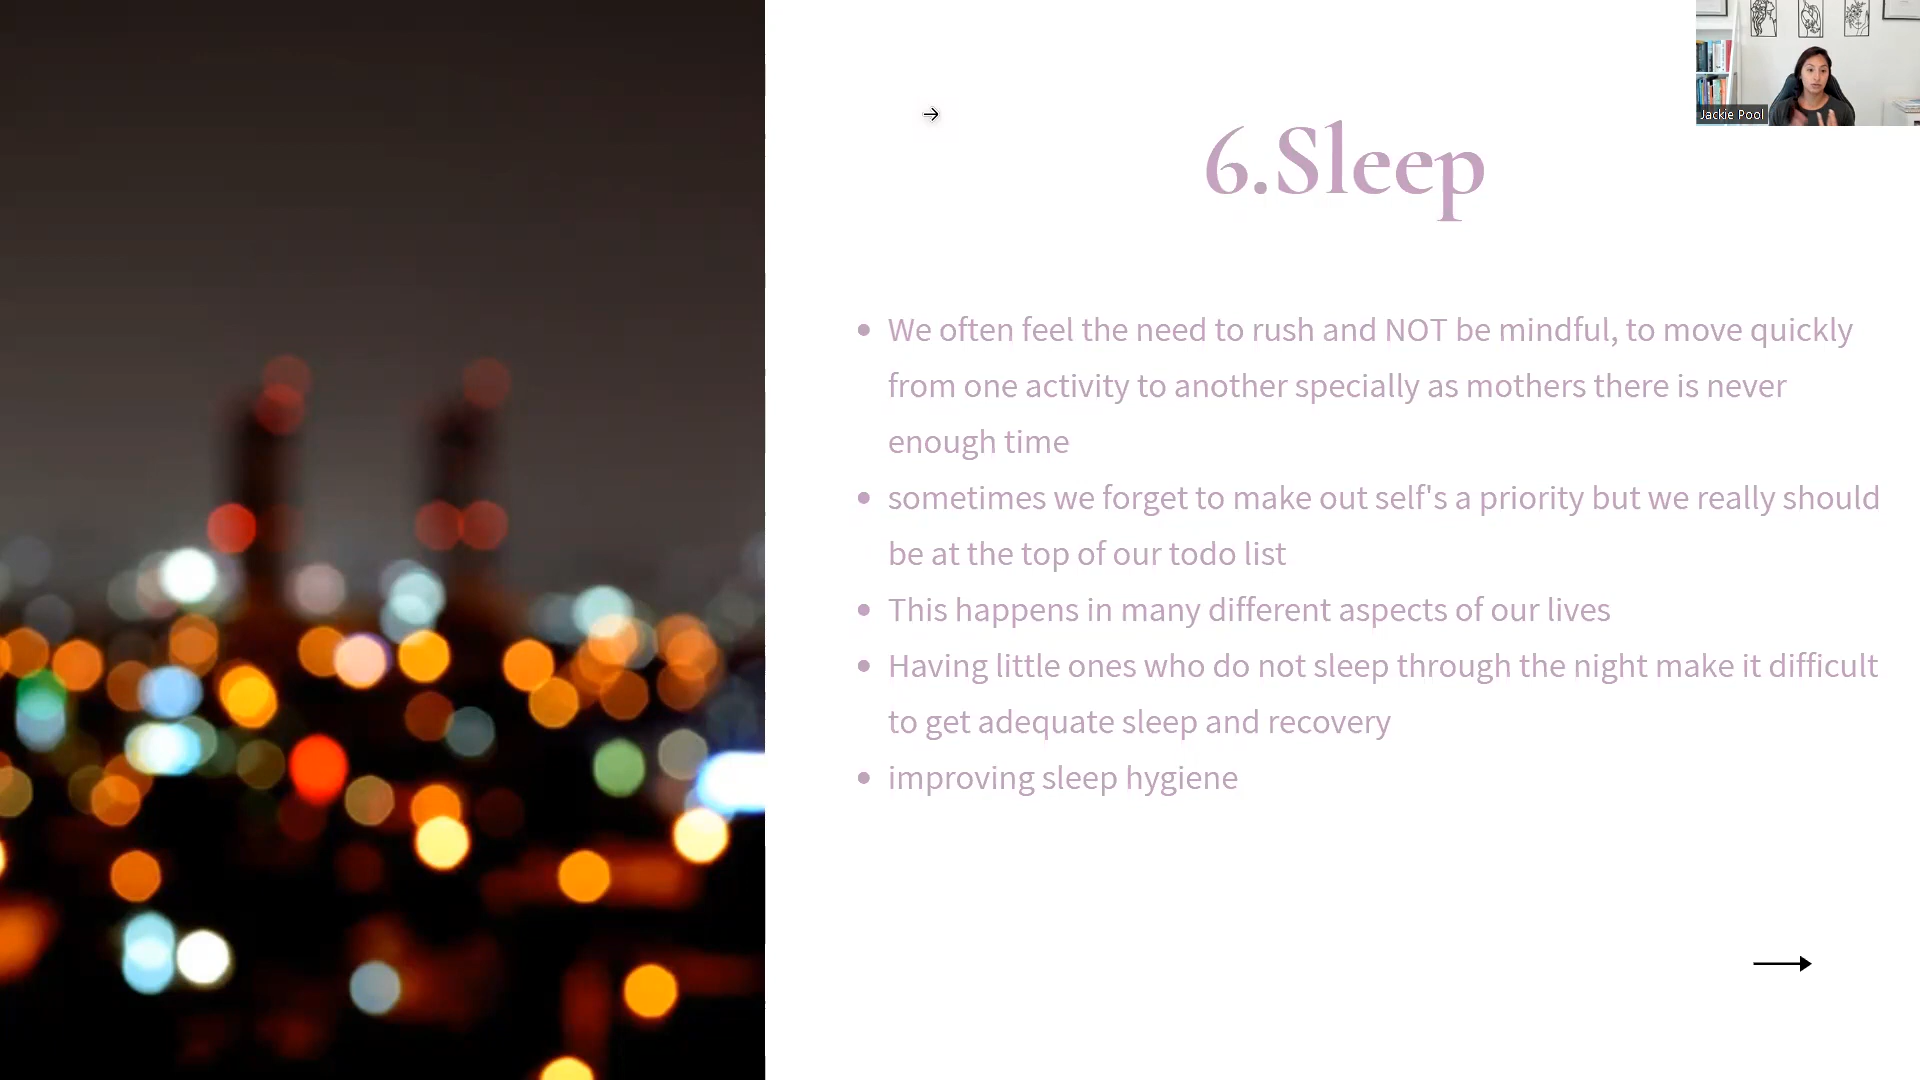 Jackie Pool
6.Sleep
• We often feel the need to rush and NOT be mindful, to move quickly
from one activity to another specially as mothers there is never
enough time
• sometimes we forget to make out self's a priority but we really should
be at the top of our todo list
• This happens in many different aspects of our lives
• Having little ones who do not sleep through the night make it difficult
to get adequate sleep and recovery
• improving sleep hygiene